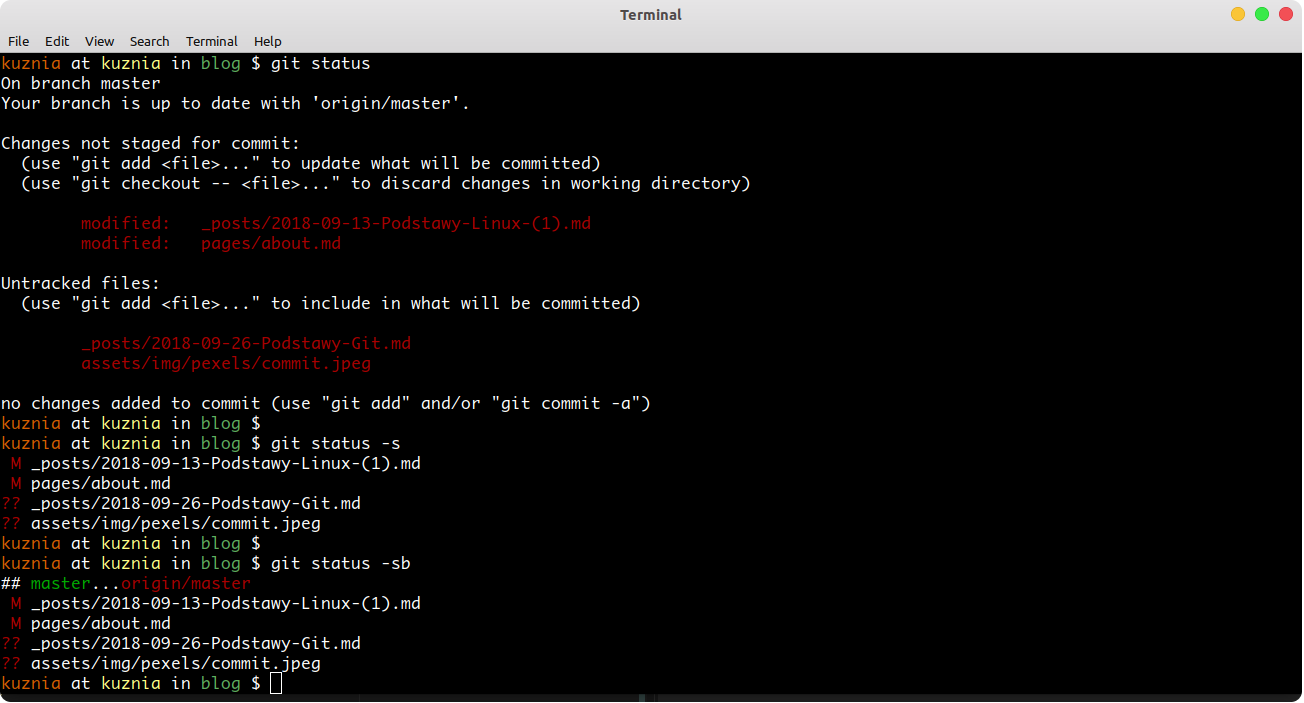 Terminal
File Edit View Search Terminal Help
kuznia at kuznia in blog $ git status
On branch master
Your branch is up to date with 'origin/master'.
Changes not staged for commit:
  (use "git add <file>..." to update what will be committed)
  (use "git checkout -- <file>..." to discard changes in working directory)
        modified:   _posts/2018-09-13-Podstawy-Linux-(1).md
        modified:   pages/about.md
Untracked files:
  (use "git add <file>..." to include in what will be committed)
        _posts/2018-09-26-Podstawy-Git.md
        assets/img/pexels/commit.jpeg
no changes added to commit (use "git add" and/or "git commit -a")
kuznia at kuznia in blog $
kuznia at kuznia in blog $ git status -s
 M _posts/2018-09-13-Podstawy-Linux-(1).md
 M pages/about.md
?? _posts/2018-09-26-Podstawy-Git.md
?? assets/img/pexels/commit.jpeg
kuznia at kuznia in blog $
kuznia at kuznia in blog $ git status -sb
## master...origin/master
 M _posts/2018-09-13-Podstawy-Linux-(1).md
 M pages/about.md
?? _posts/2018-09-26-Podstawy-Git.md
?? assets/img/pexels/commit.jpeg
kuznia at kuznia in blog $